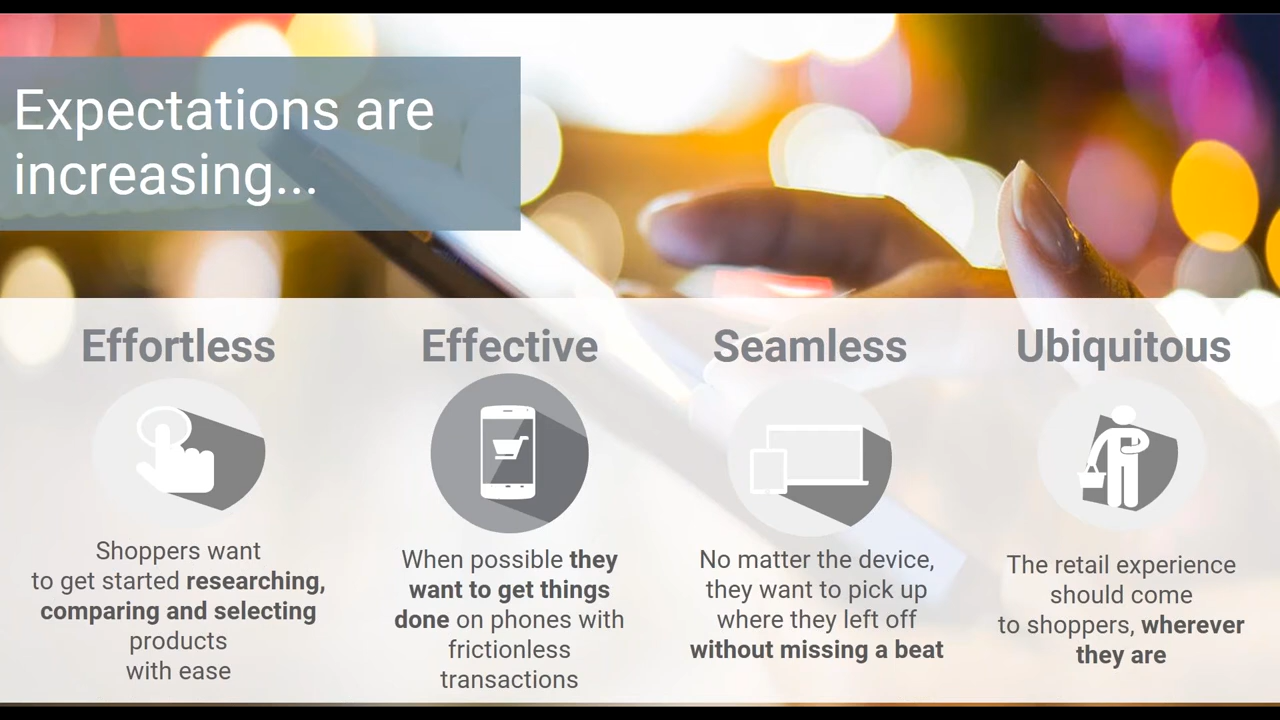 Expectations are
increasing...
Effortless
Shoppers want
to get started researching,
comparing and selecting
products
with ease
Effective
When possible they
want to get things
done on phones with
frictionless
transactions
Seamless
No matter the device,
they want to pick up
where they left off
without missing a beat
Ubiquitous
The retail experience
should come
to shoppers, wherever
they are